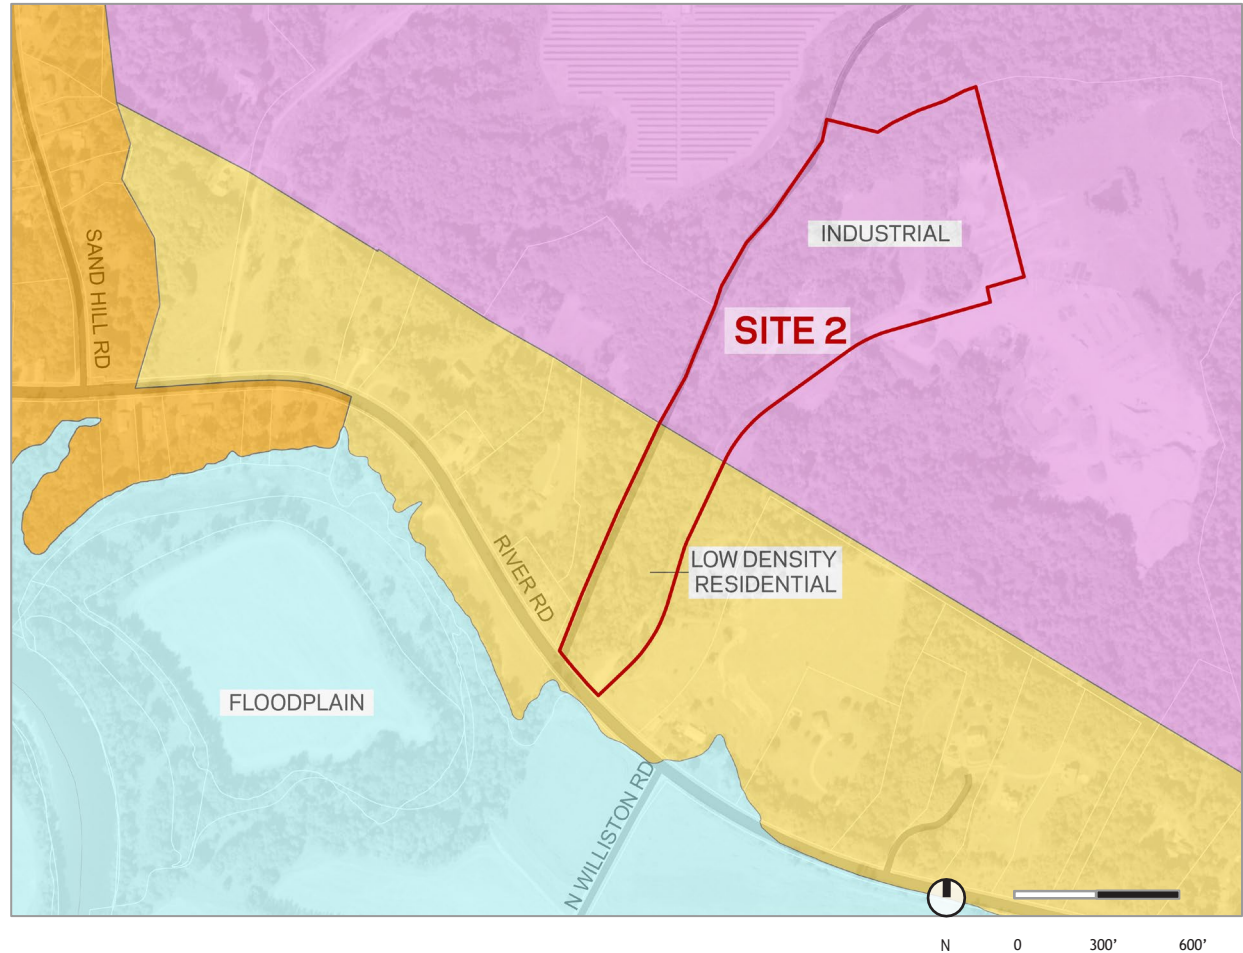 SAND HILL RD
INDUSTRIAL
SITE 2
LOW DENSITY
RESIDENTIAL
RIVER RD
FLOODPLAIN
N WILLISTON RD
N
0
300’
600’